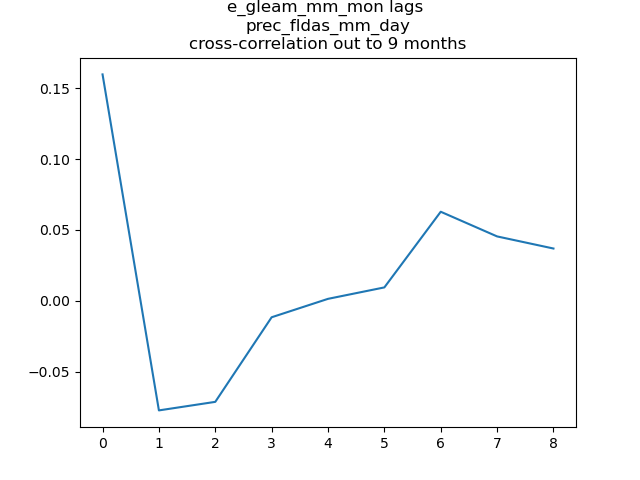 e_gleam_mm_mon lags
prec_fldas_mm_day
cross-correlation out to 9 months
0.15
0.10
0.05
0.00
−0.05
0 1 2 3 4 5 6 7 8